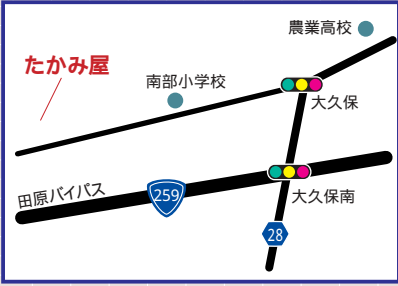 農業高校
たかみ屋
南部小学校
大久保
田原バイパス
259
大久保南
28